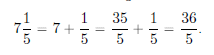 7 1/5 = 7 + 1/5 = 35/5 + 1/5 = 36/5.